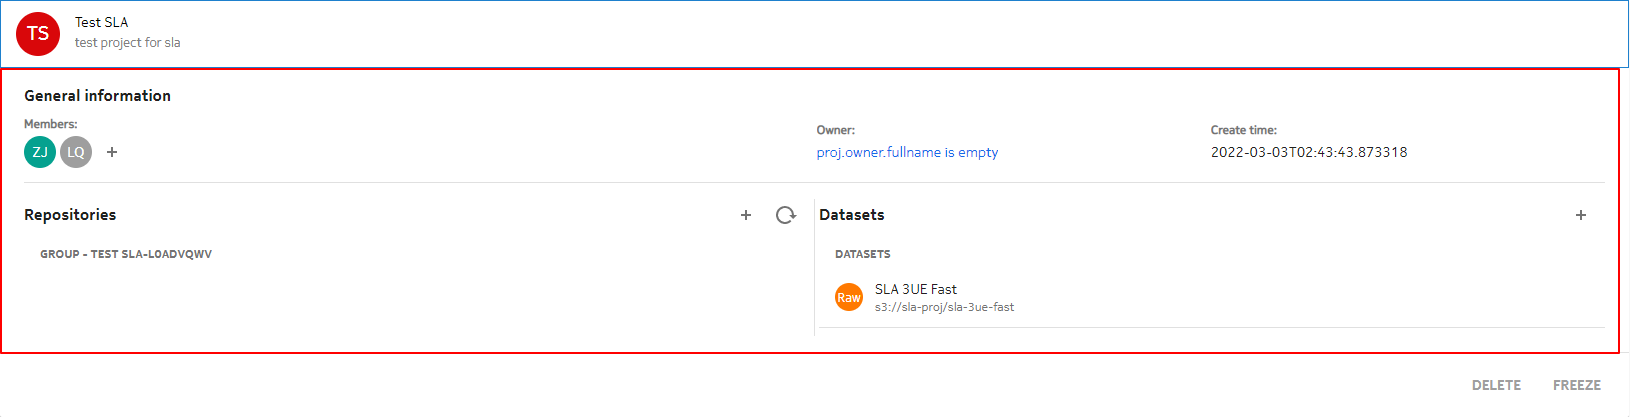 TS
Test SLA
test project for sla
General information
Members:
ZJ LQ +
Owner:
proj.owner.fullname is empty
Create time:
2022-03-03T02:43:43.873318
Repositories +
GROUP - TEST SLA-L0ADVQWV
Datasets +
DATASETS
Raw
SLA 3UE Fast
s3://sla-proj/sla-3ue-fast
DELETE FREEZE